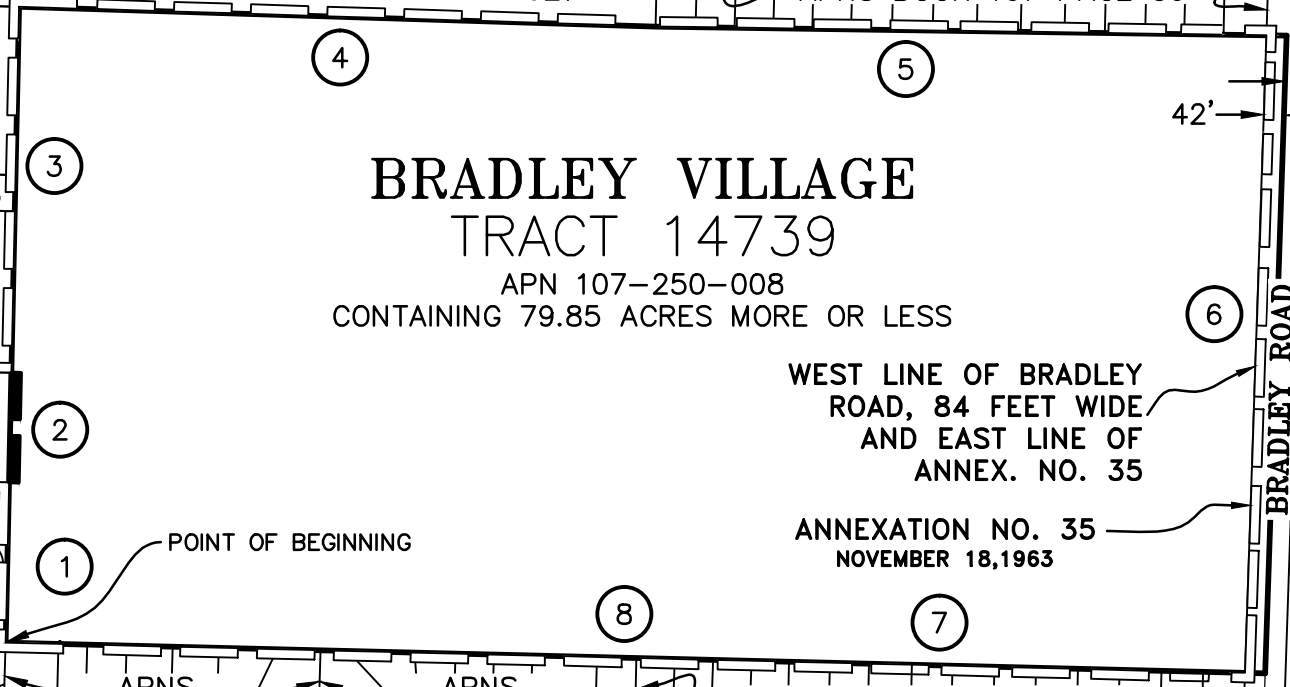 4
5
42'
3
BRADLEY VILLAGE
TRACT 14739
APN 107-250-008
CONTAINING 79.85 ACRES MORE OR LESS
6
BRADLEY ROAD
WEST LINE OF BRADLEY
ROAD, 84 FEET WIDE
AND EAST LINE OF
ANNEX. NO. 35
2
ANNEXATION NO. 35
NOVEMBER 18,1963
POINT OF BEGINNING
1
8
7
APNS
APNS